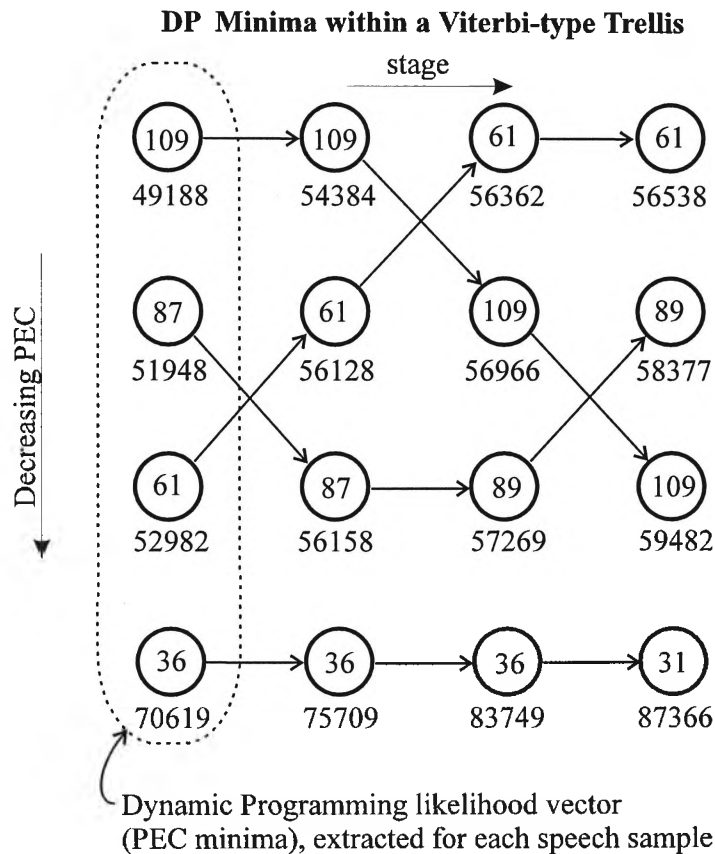 DP Minima within a Viterbi-type Trellis
stage
109 109 61 61
49188 54384 56362 56538
87 61 109 89
51948 56128 56966 58377
Decreasing PEC
61 87 89 109
52982 56158 57269 59482
36 36 36 31
70619 75709 83749 87366
Dynamic Programming likelihood vector
(PEC minima), extracted for each speech sample